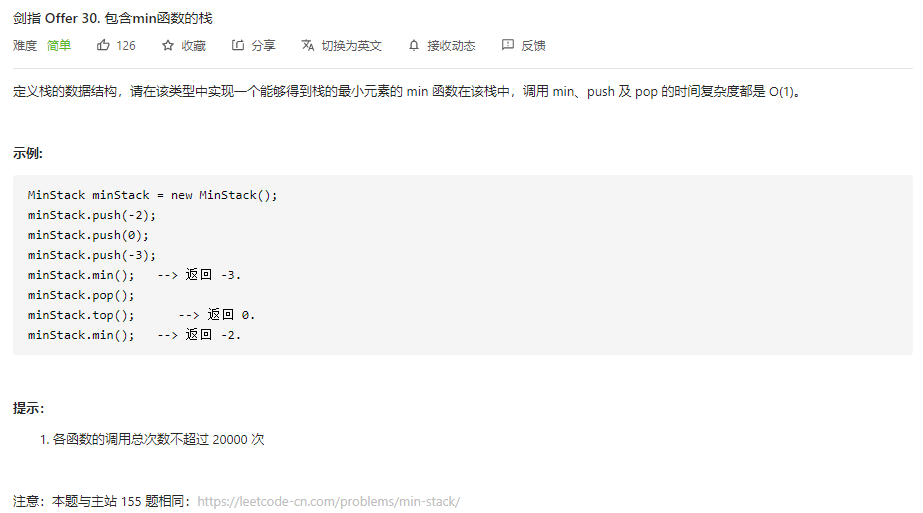 剑指 Offer 30. 包含min函数的栈
难度 简单 126 收藏 分享 切换为英文 接收动态 反馈
定义栈的数据结构，请在该类型中实现一个能够得到栈的最小元素的 min 函数在该栈中，调用 min、push 及 pop 的时间复杂度都是 O(1)。
示例:
MinStack minStack = new MinStack();
minStack.push(-2);
minStack.push(0);
minStack.push(-3);
minStack.min();   --> 返回 -3.
minStack.pop();
minStack.top();      --> 返回 0.
minStack.min();   --> 返回 -2.
提示：
1. 各函数的调用总次数不超过 20000 次
注意：本题与主站 155 题相同：https://leetcode-cn.com/problems/min-stack/